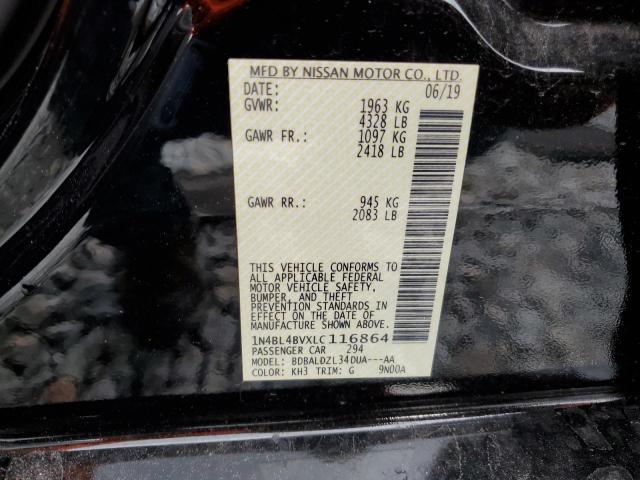 MFD BY NISSAN MOTOR CO., LTD.
DATE: 06/19
GVWR: 1963 KG
4328 LB
GAWR FR.: 1097 KG
2418 LB
GAWR RR.: 945 KG
2083 LB
THIS VEHICLE CONFORMS TO
ALL APPLICABLE FEDERAL
MOTOR VEHICLE SAFETY,
BUMPER, AND THEFT
PREVENTION STANDARDS IN
EFFECT ON THE DATE OF
MANUFACTURE SHOWN ABOVE.
1N4BL4BVXLC116864
PASSENGER CAR 294
MODEL: BDBALDZL34DUA---AA
COLOR: KH3 TRIM: G 9N00A